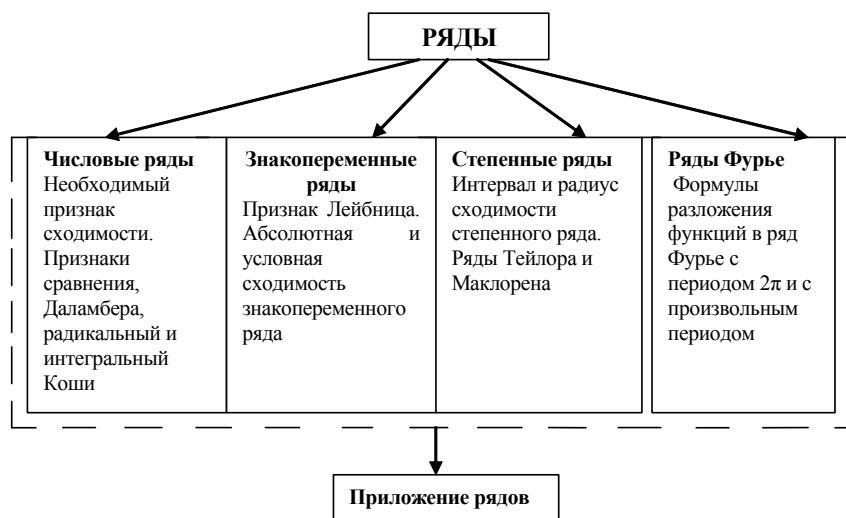 РЯДЫ
Числовые ряды
Необходимый
признак
сходимости.
Признаки
сравнения,
Даламбера,
радикальный и
интегральный
Коши
Знакопеременные
ряды
Признак Лейбница.
Абсолютная и
условная
сходимость
знакопеременного
ряда
Степенные ряды
Интервал и радиус
сходимости
степенного ряда.
Ряды Тейлора и
Маклорена
Ряды Фурье
Формулы
разложения
функций в ряд
Фурье с
периодом 2π и с
произвольным
периодом
Приложение рядов